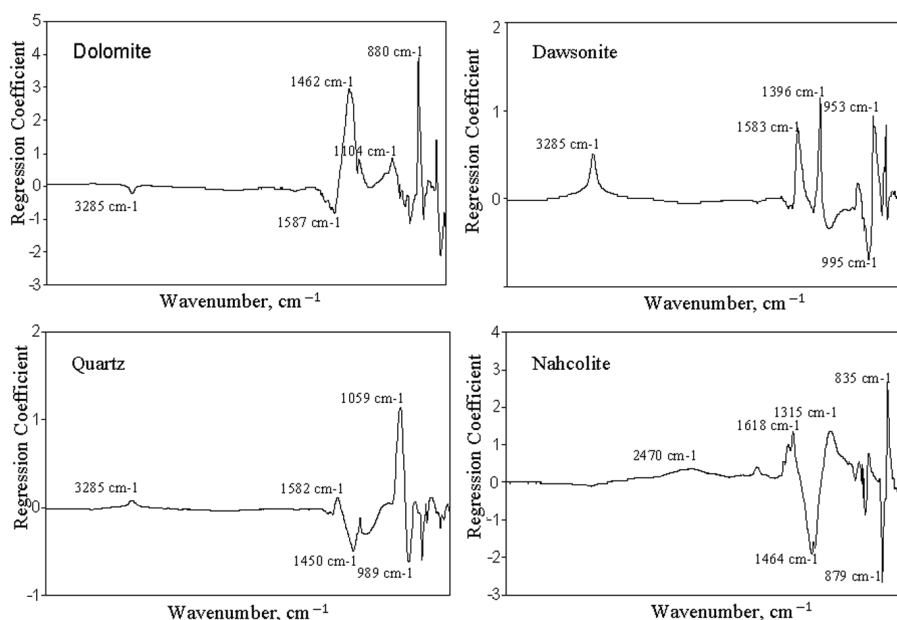 Dolomite
Regression Coefficient
5
4
3
2
1
0
-1
-2
-3
880 cm-1
1462 cm-1
1104 cm-1
3285 cm-1
1587 cm-1
Wavenumber, cm −1
Dawsonite
Regression Coefficient
2
0
-1
1396 cm-1
953 cm-1
1583 cm-1
3285 cm-1
995 cm-1
Wavenumber, cm −1
Quartz
Regression Coefficient
2
1
0
-1
1059 cm-1
3285 cm-1
1582 cm-1
1450 cm-1
989 cm-1
Wavenumber, cm −1
Nahcolite
Regression Coefficient
4
3
2
1
0
-1
-2
-3
835 cm-1
1315 cm-1
1618 cm-1
2470 cm-1
1464 cm-1
879 cm-1
Wavenumber, cm −1